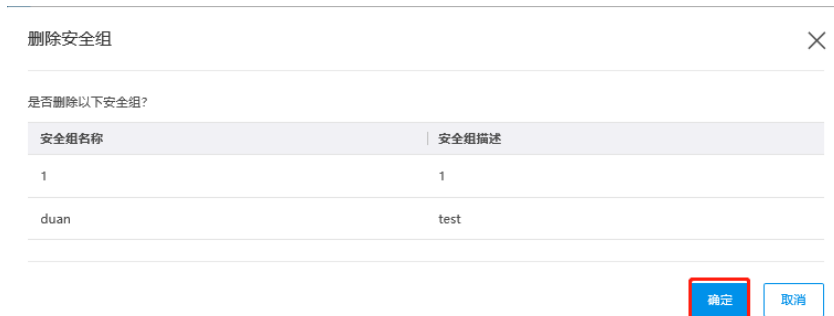 删除安全组
是否删除以下安全组?
安全组名称 安全组描述
1 1
duan test
确定 取消